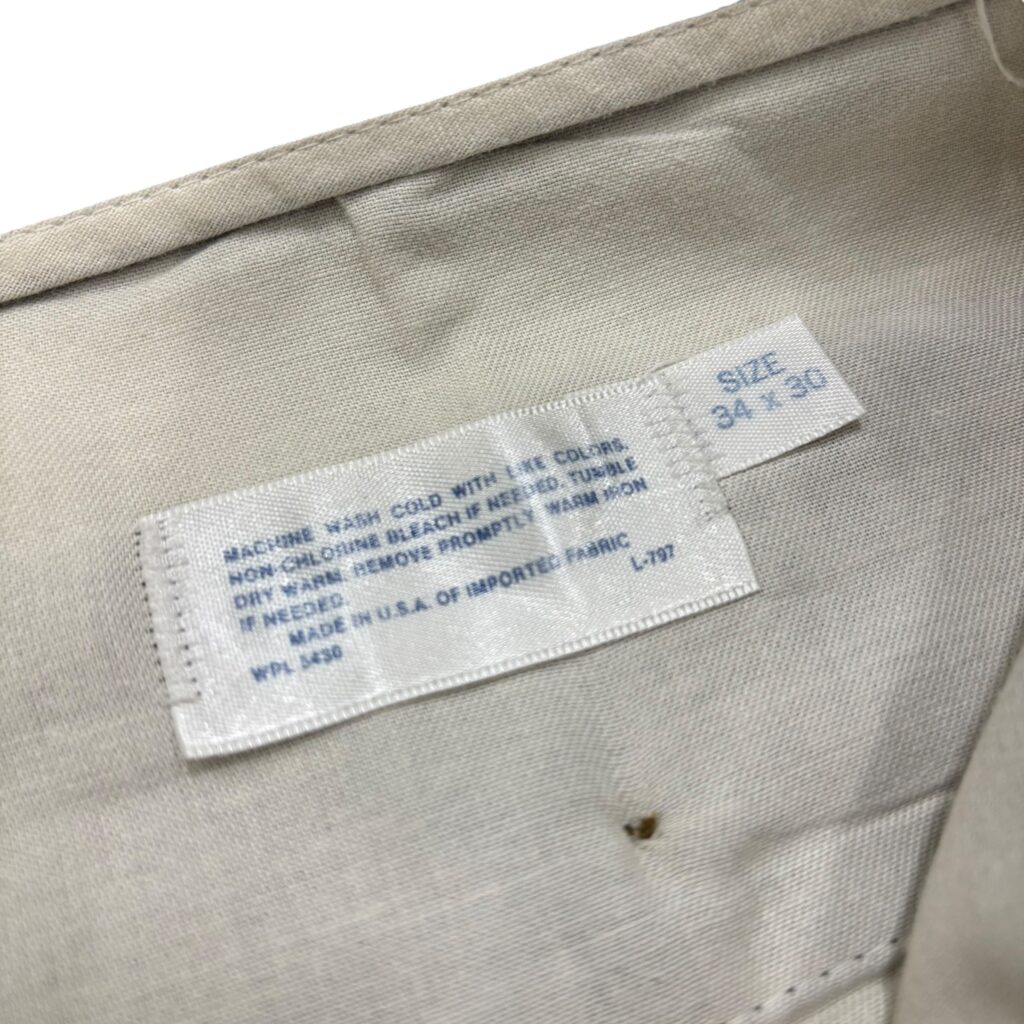 SIZE
34 x 30
MACHINE WASH COLD WITH LIKE COLORS.
NON-CHLORINE BLEACH IF NEEDED. TUMBLE
DRY WARM. REMOVE PROMPTLY. WARM IRON
IF NEEDED
MADE IN U.S.A. OF IMPORTED FABRIC
L-797
WPL 5430